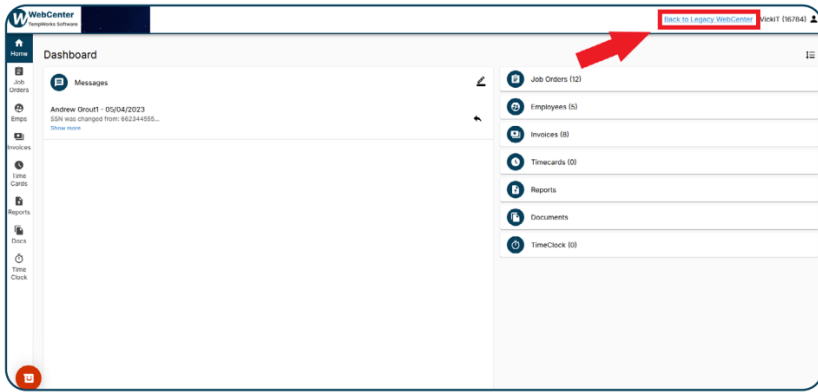 WebCenter
TempWorks Software
Back to Legacy WebCenter
VickiT (16784)
Home
Dashboard
Job
Orders
Emps
Invoices
Time
Cards
Reports
Docs
Time
Clock
Messages
Andrew Grout1 - 05/04/2023
SSN was changed from: 662344555...
Show more
Job Orders (12)
Employees (5)
Invoices (8)
Timecards (0)
Reports
Documents
TimeClock (0)